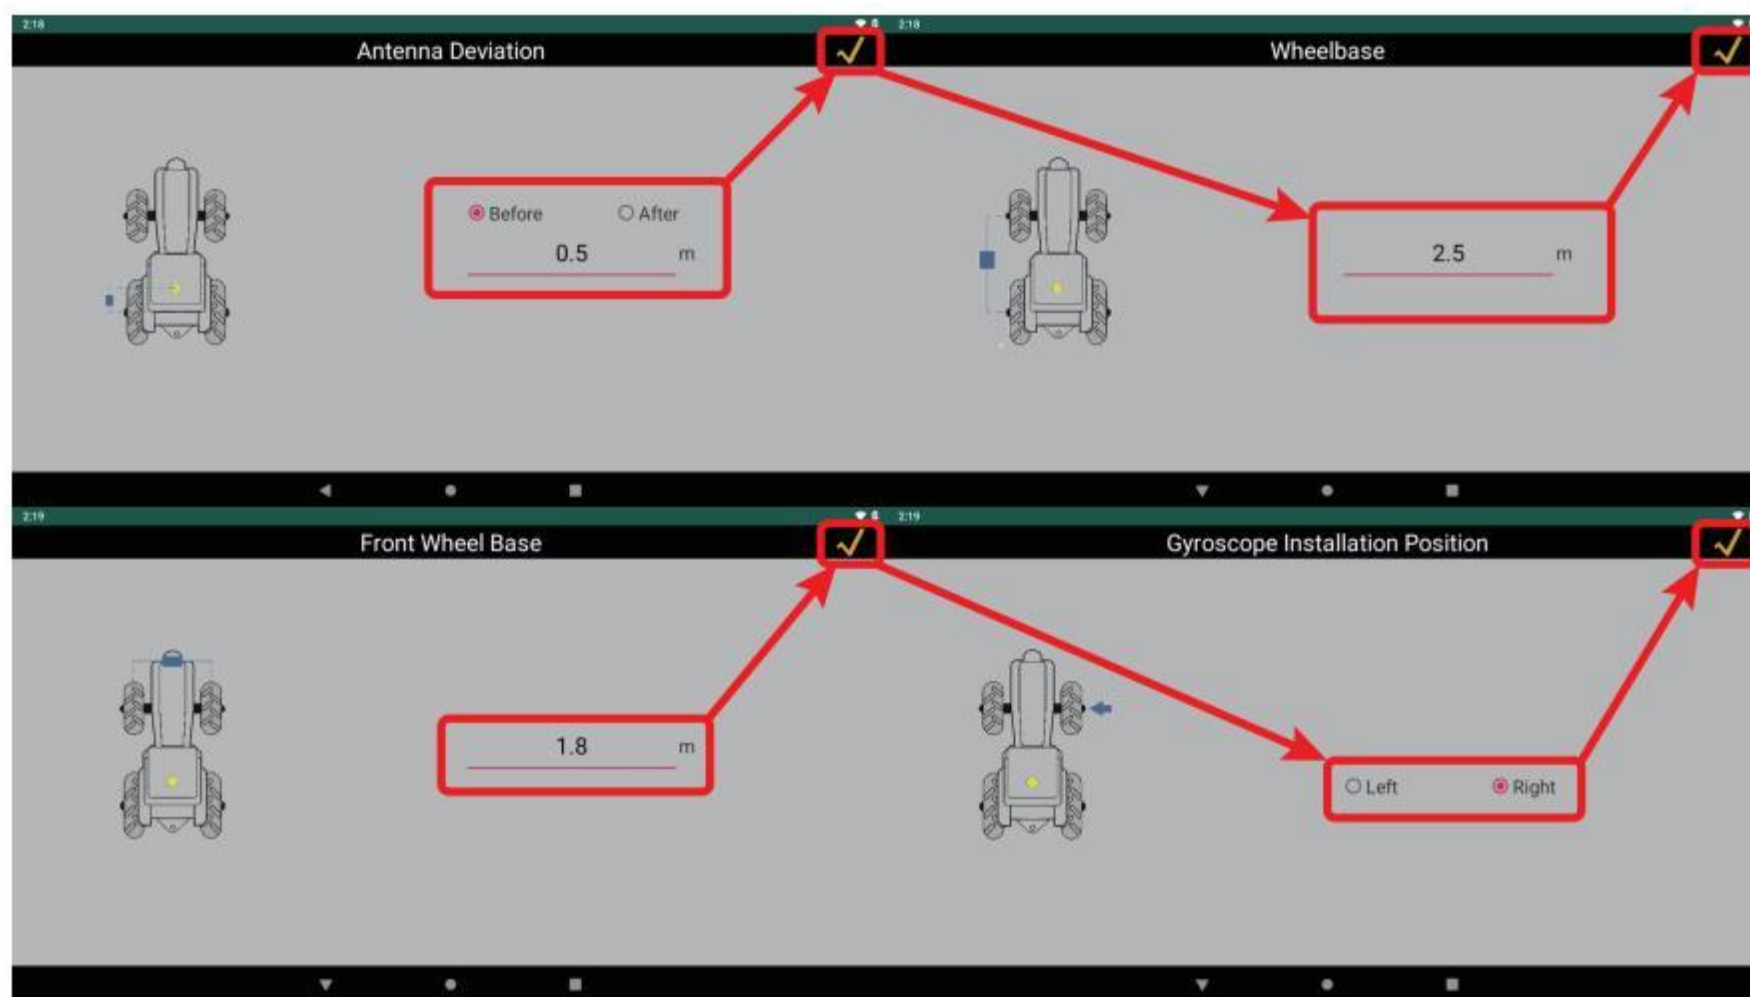 2:18
Antenna Deviation
Before After
0.5 m
2:18
Wheelbase
2.5 m
2:19
Front Wheel Base
1.8 m
2:19
Gyroscope Installation Position
Left Right